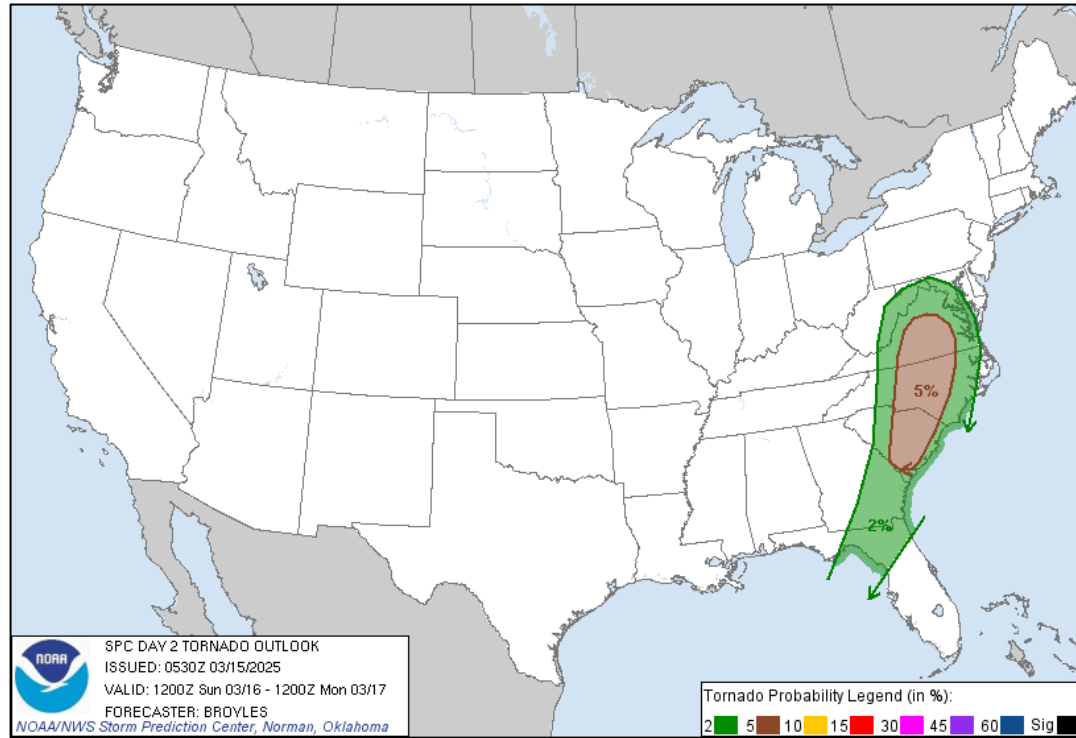 5%
2%
NOAA
SPC DAY 2 TORNADO OUTLOOK
ISSUED: 0530Z 03/15/2025
VALID: 1200Z Sun 03/16 - 1200Z Mon 03/17
FORECASTER: BROYLES
NOAA/NWS Storm Prediction Center, Norman, Oklahoma
Tornado Probability Legend (in %):
2 5 10 15 30 45 60 Sig